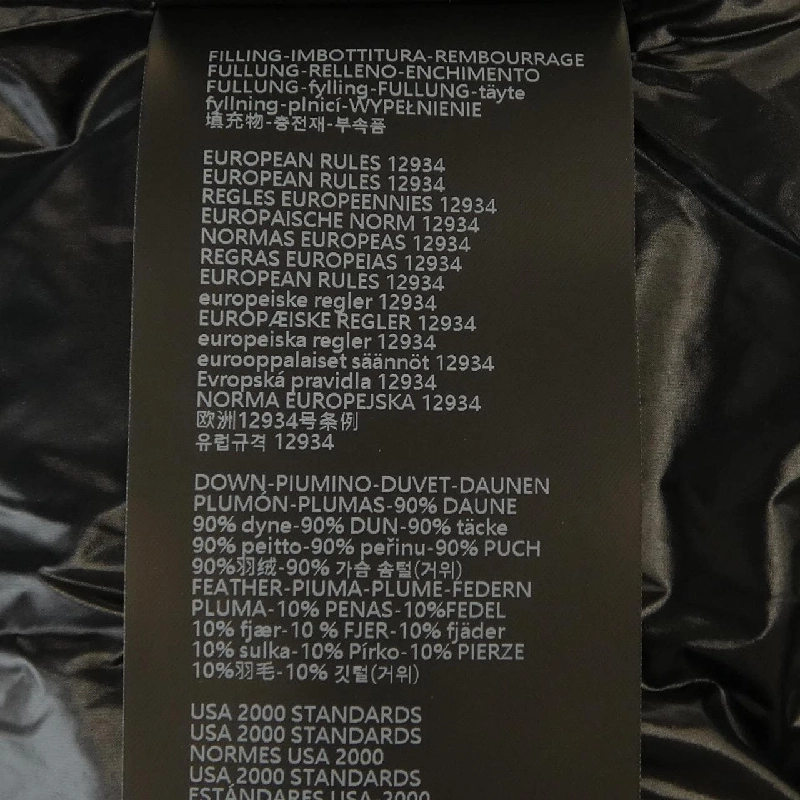 FILLING-IMBOTTITURA-REMBOURRAGE
FULLUNG-RELLENO-ENCHIMENTO
FULLUNG-fylling-FULLUNG-täyte
fyllning-plnicí-WYPEŁNIENIE
填充物-충전재-부속품
EUROPEAN RULES 12934
EUROPEAN RULES 12934
REGLES EUROPEENNIES 12934
EUROPAISCHE NORM 12934
NORMAS EUROPEAS 12934
REGRAS EUROPEIAS 12934
EUROPEAN RULES 12934
europeiske regler 12934
EUROPÆISKE REGLER 12934
europeiska regler 12934
eurooppalaiset säännöt 12934
Evropská pravidla 12934
NORMA EUROPEJSKA 12934
欧洲12934号条例
유럽규격 12934
DOWN-PIUMINO-DUVET-DAUNEN
PLUMÓN-PLUMAS-90% DAUNE
90% dyne-90% DUN-90% täcke
90% peitto-90% peřinu-90% PUCH
90%羽绒-90% 가슴 솜털(거위)
FEATHER-PIUMA-PLUME-FEDERN
PLUMA-10% PENAS-10%FEDEL
10% fjær-10 % FJER-10% fjäder
10% sulka-10% Pírko-10% PIERZE
10%羽毛-10% 깃털(거위)
USA 2000 STANDARDS
USA 2000 STANDARDS
NORMES USA 2000
USA 2000 STANDARDS
ESTÁNDARES USA 2000